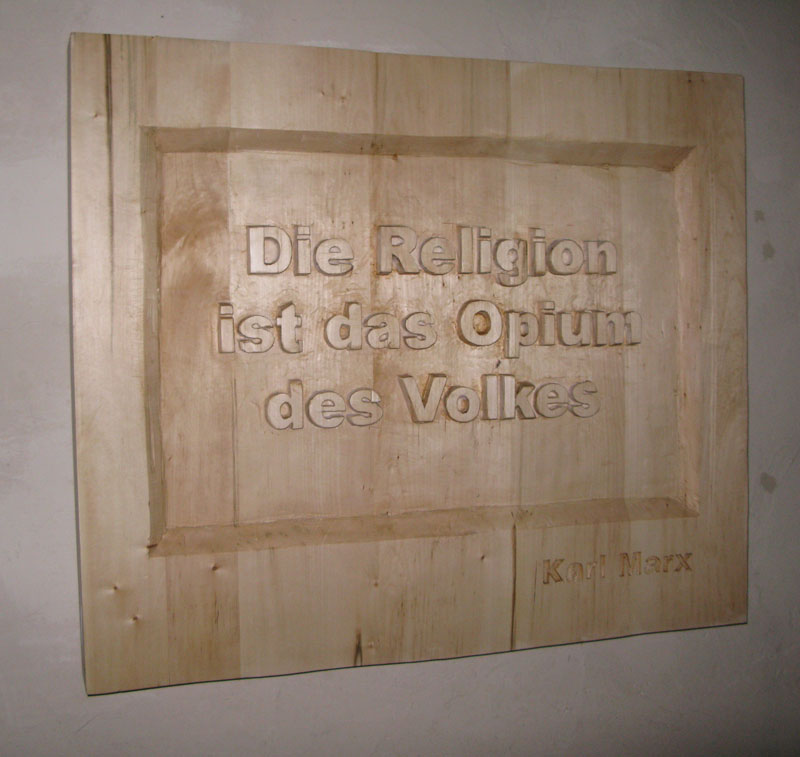 Die Religion
ist das Opium
des Volkes
Karl Marx